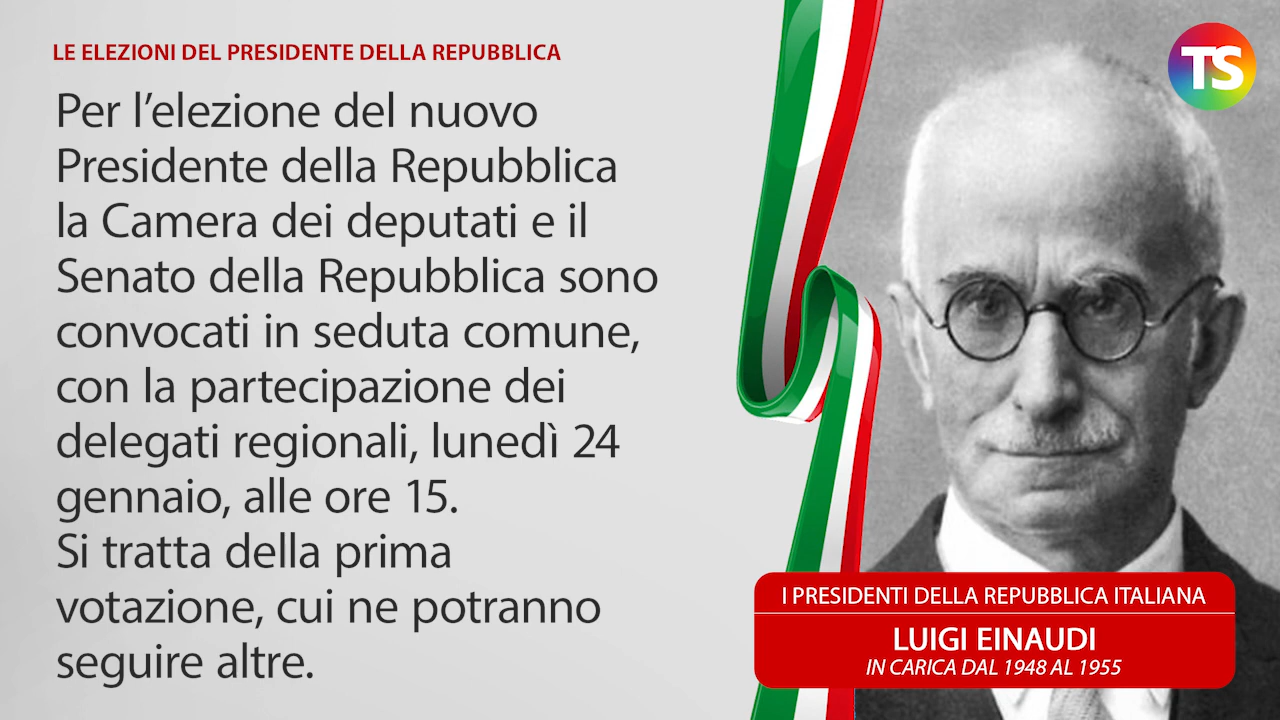 LE ELEZIONI DEL PRESIDENTE DELLA REPUBBLICA
Per l’elezione del nuovo
Presidente della Repubblica
la Camera dei deputati e il
Senato della Repubblica sono
convocati in seduta comune,
con la partecipazione dei
delegati regionali, lunedì 24
gennaio, alle ore 15.
Si tratta della prima
votazione, cui ne potranno
seguire altre.
TS
I PRESIDENTI DELLA REPUBBLICA ITALIANA
LUIGI EINAUDI
IN CARICA DAL 1948 AL 1955